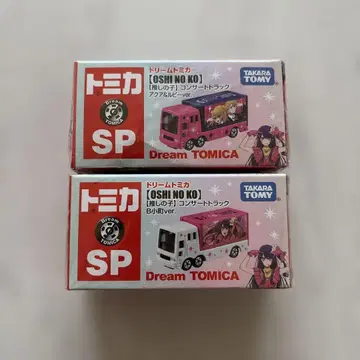 トミカ
Dream
TOMICA
SP
ドリームトミカ
【OSHI NO KO】
【推しの子】コンサートトラック
アクア&ルビーver.
TAKARA
TOMY
Dream TOMICA
トミカ
Dream
TOMICA
SP
ドリームトミカ
【OSHI NO KO】
【推しの子】コンサートトラック
B小町ver.
TAKARA
TOMY
Dream TOMICA